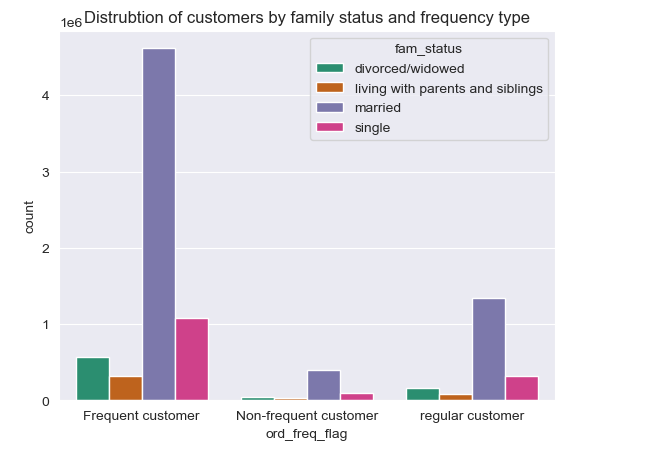 Distrubtion of customers by family status and frequency type
1e6
fam_status
divorced/widowed
living with parents and siblings
married
single
4
3
2
1
0
count
Frequent customer
Non-frequent customer
regular customer
ord_freq_flag